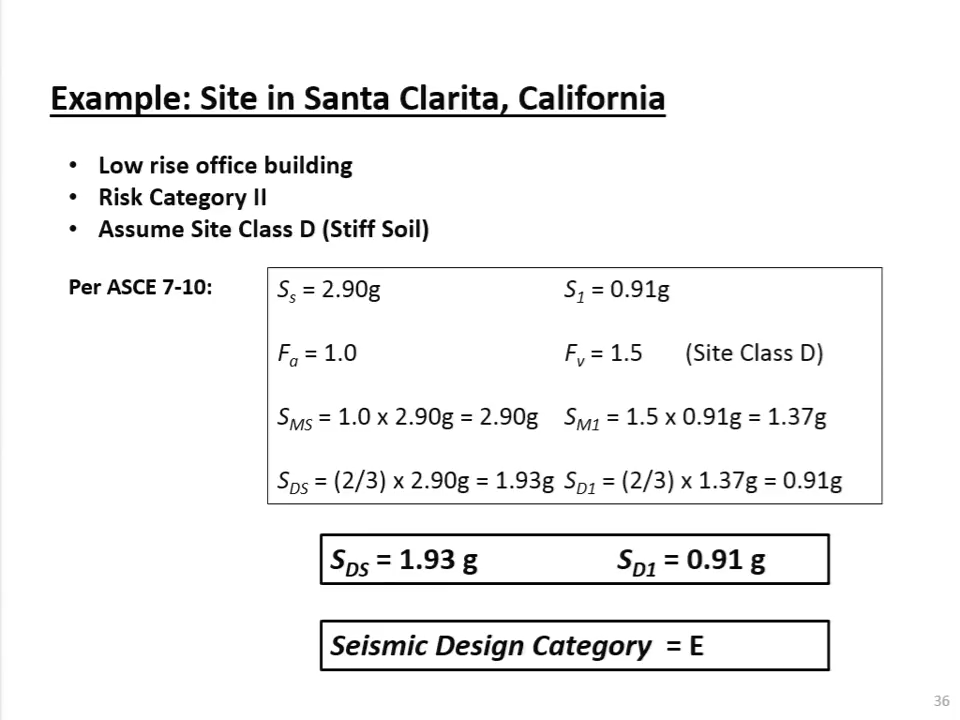 Example: Site in Santa Clarita, California
• Low rise office building
• Risk Category II
• Assume Site Class D (Stiff Soil)
Per ASCE 7-10:
Ss = 2.90g S1 = 0.91g
Fa = 1.0 Fv = 1.5 (Site Class D)
SMS = 1.0 x 2.90g = 2.90g SM1 = 1.5 x 0.91g = 1.37g
SDS = (2/3) x 2.90g = 1.93g SD1 = (2/3) x 1.37g = 0.91g
SDS = 1.93 g SD1 = 0.91 g
Seismic Design Category = E
36